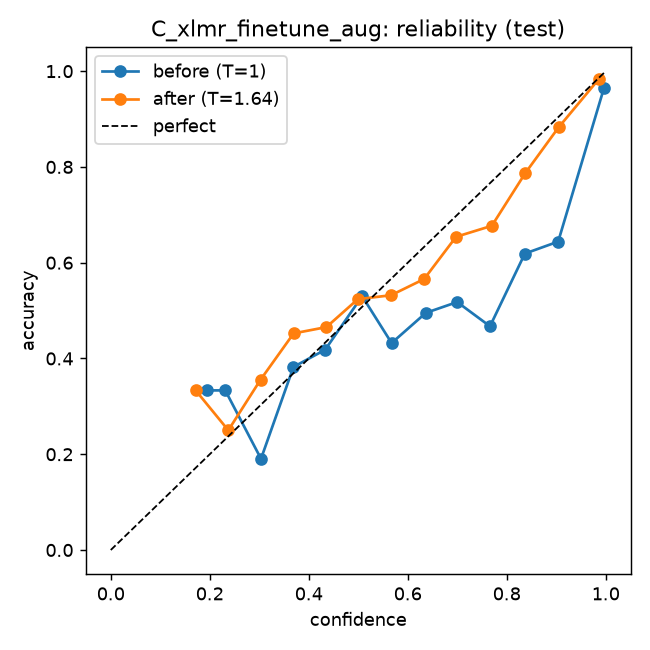 C_xlmr_finetune_aug: reliability (test)
before (T=1)
after (T=1.64)
perfect
1.0
0.8
0.6
0.4
0.2
0.0
accuracy
0.0 0.2 0.4 0.6 0.8 1.0
confidence